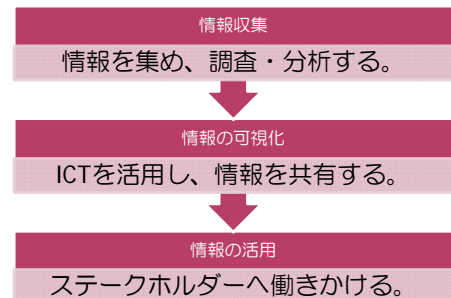 情報収集
情報を集め、調査・分析する。
情報の可視化
ICTを活用し、情報を共有する。
情報の活用
ステークホルダーへ働きかける。